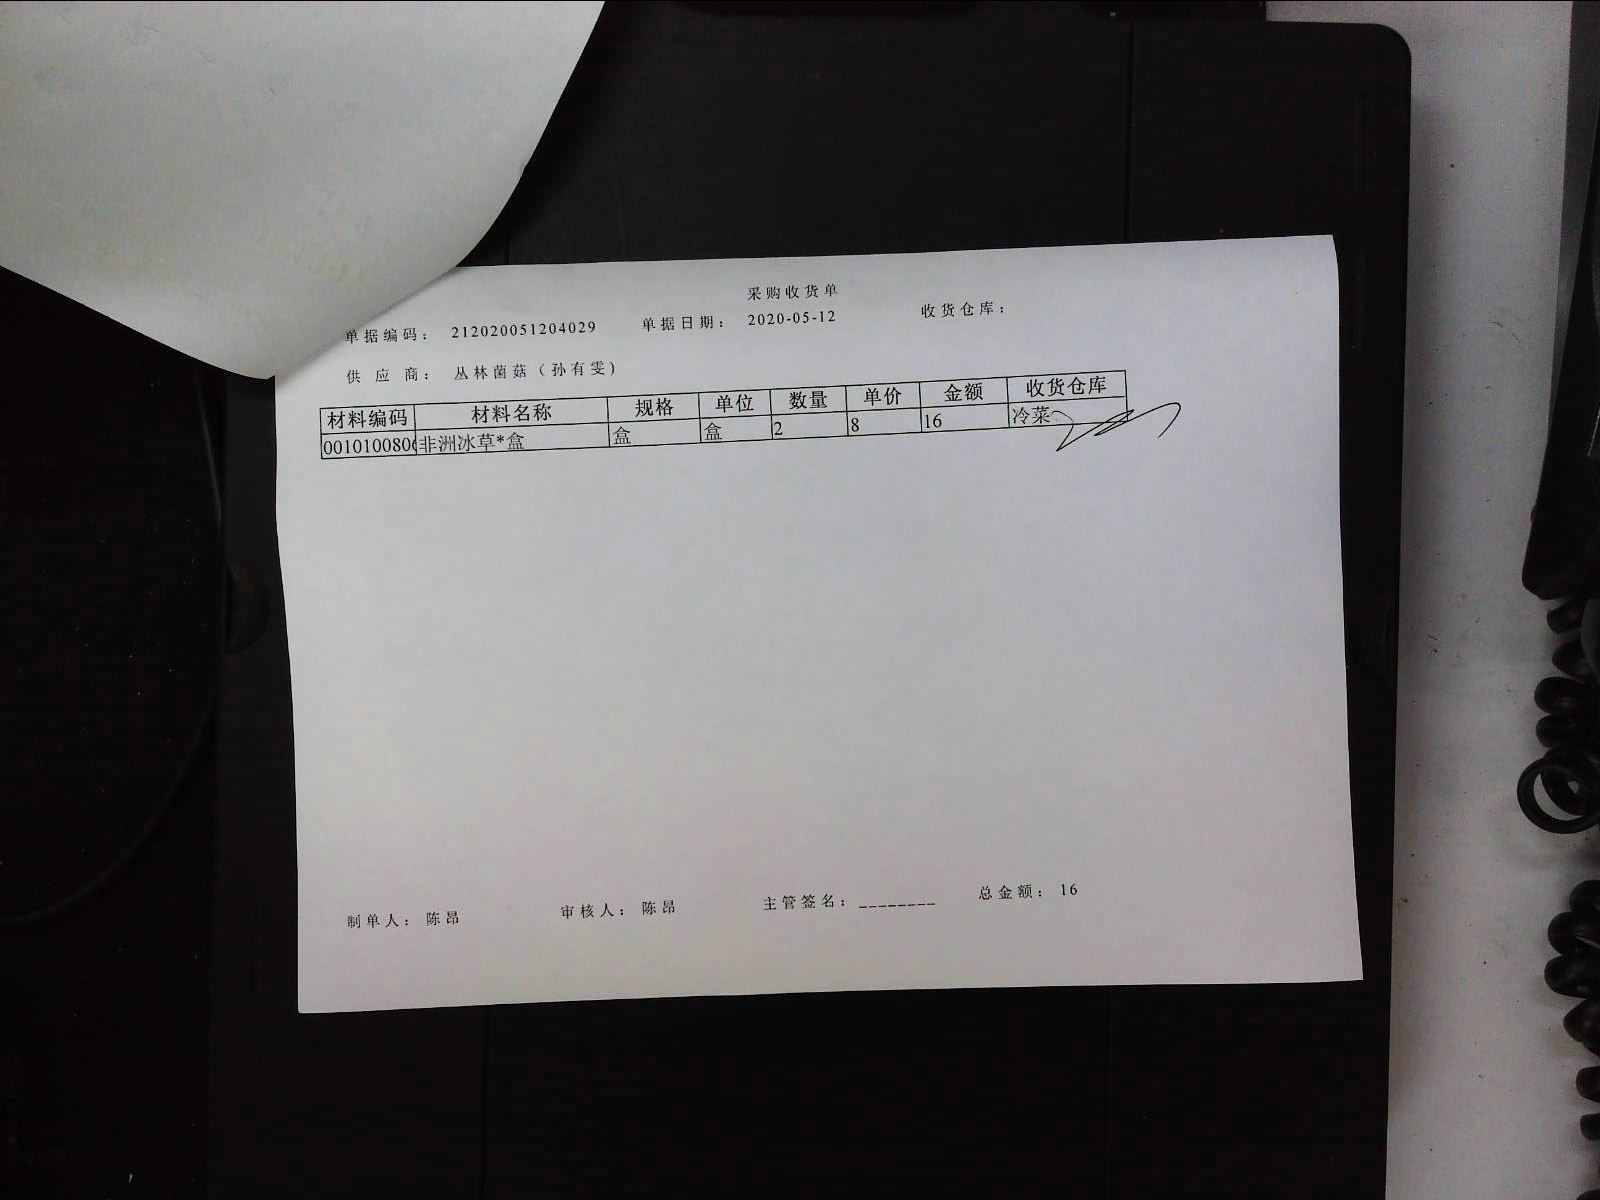 采购收货单
单据编码： 212020051204029 单据日期： 2020-05-12 收货仓库：
供 应 商： 丛林菌菇（孙有雯）
材料编码 材料名称 规格 单位 数量 单价 金额 收货仓库
0010100806 非洲冰草*盒 盒 盒 2 8 16 冷菜
制单人： 陈昂 审核人： 陈昂 主管签名： ________ 总金额： 16